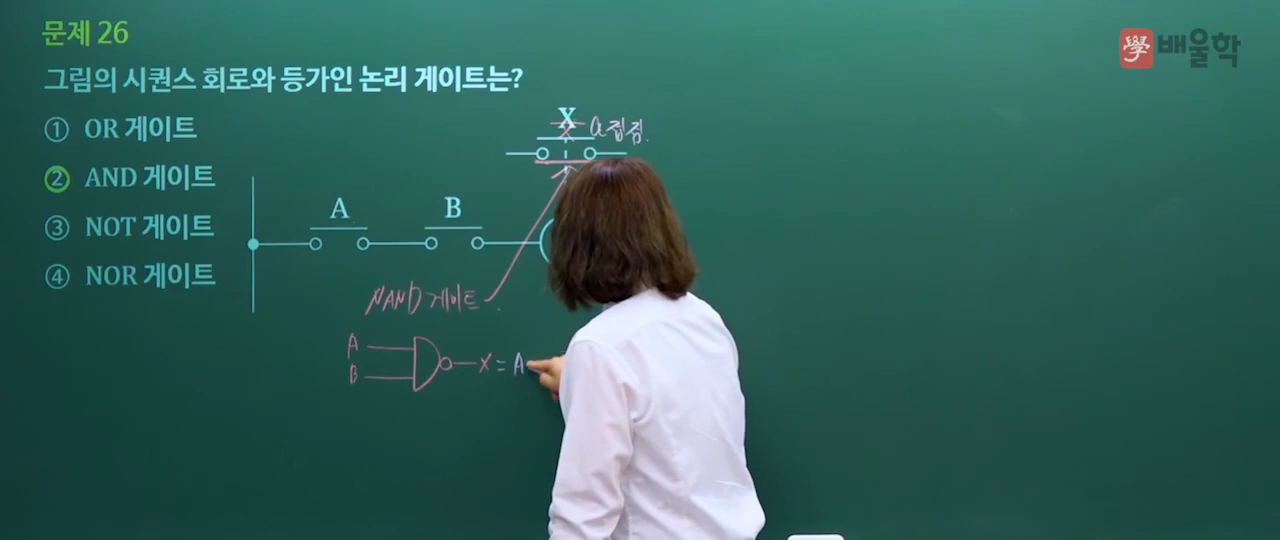 문제 26
學 배울학
그림의 시퀀스 회로와 등가인 논리 게이트는?
① OR 게이트
② AND 게이트
③ NOT 게이트
④ NOR 게이트
X
X a접점.
A
B
NAND 게이트.
A
B
X = A